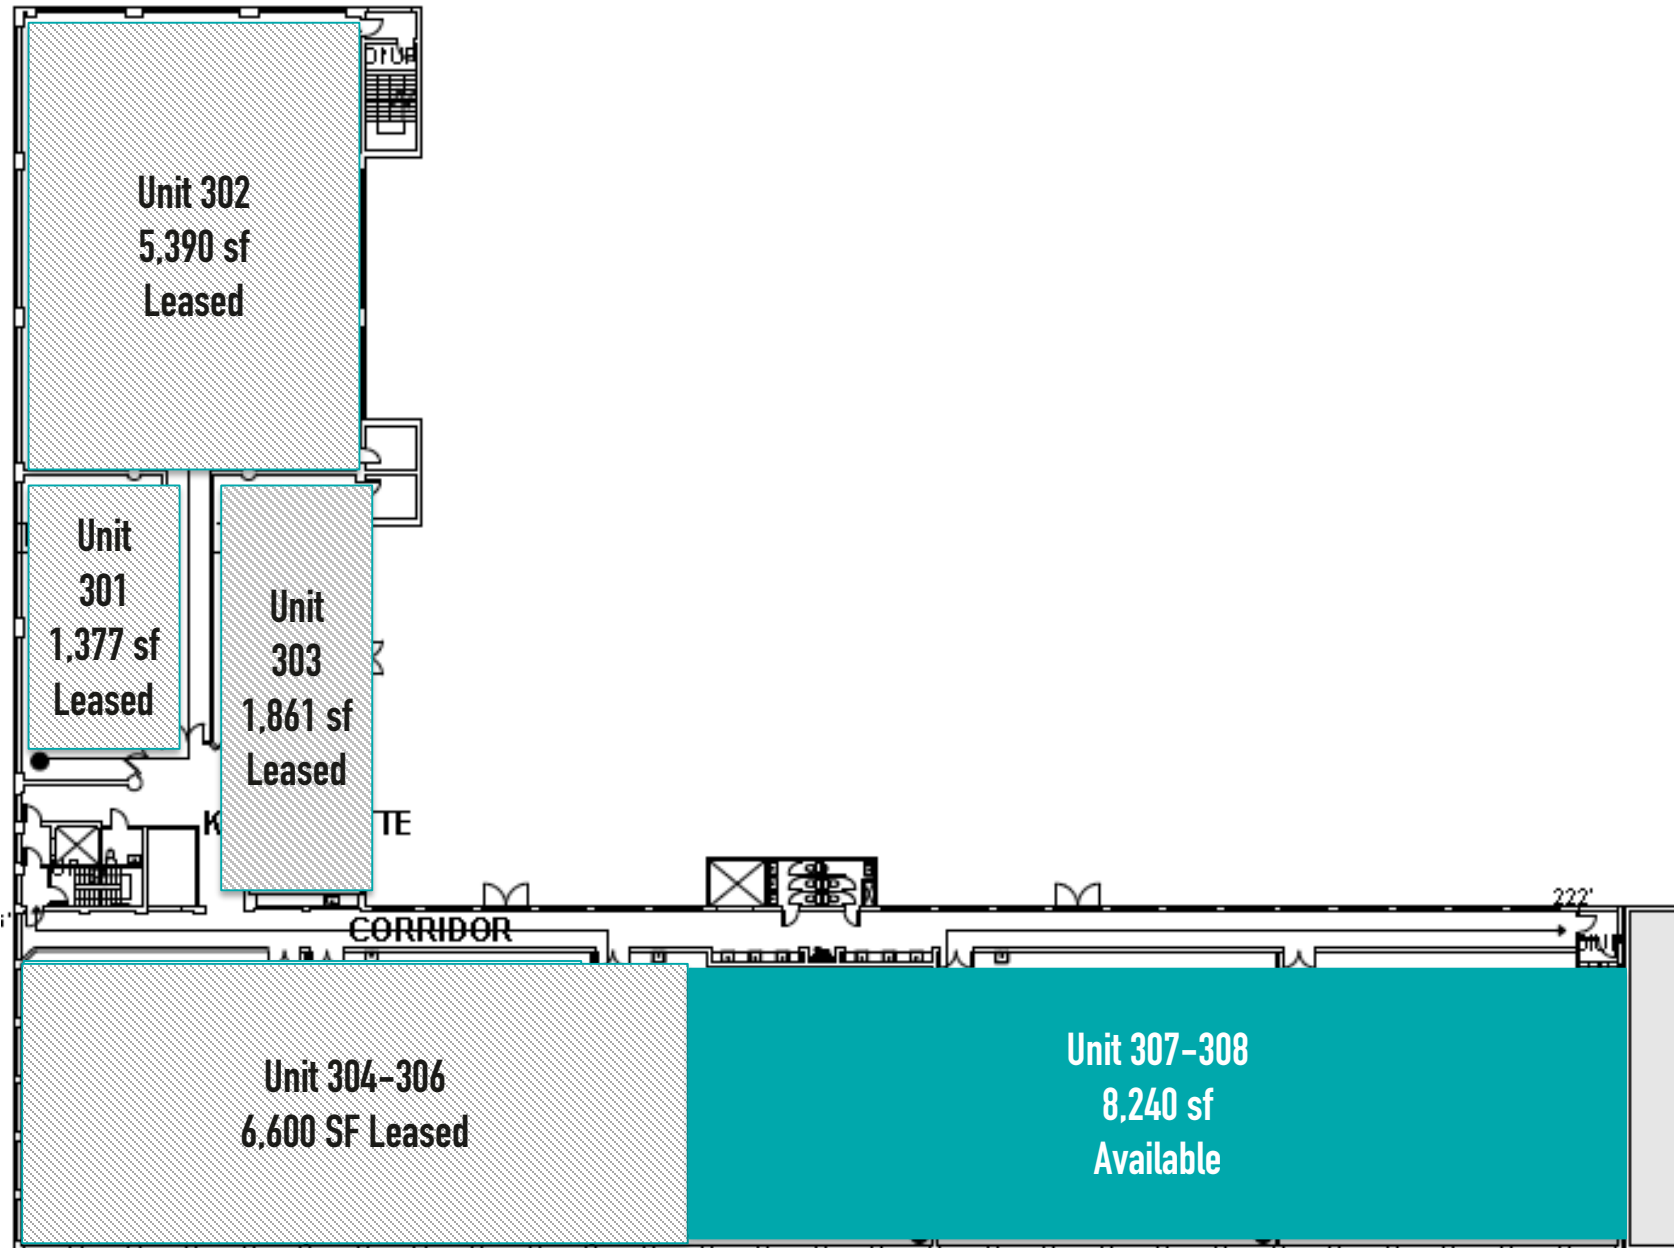 Unit 302
5,390 sf
Leased
Unit
301
1,377 sf
Leased
Unit
303
1,861 sf
Leased
K
TE
222'
CORRIDOR
Unit 304-306
6,600 SF Leased
Unit 307-308
8,240 sf
Available